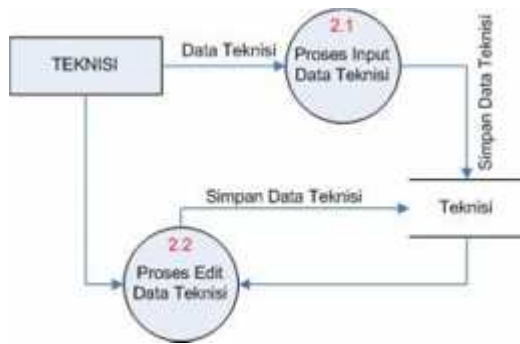 TEKNISI
Data Teknisi
2.1
Proses Input
Data Teknisi
Simpan Data Teknisi
Simpan Data Teknisi
Teknisi
2.2
Proses Edit
Data Teknisi